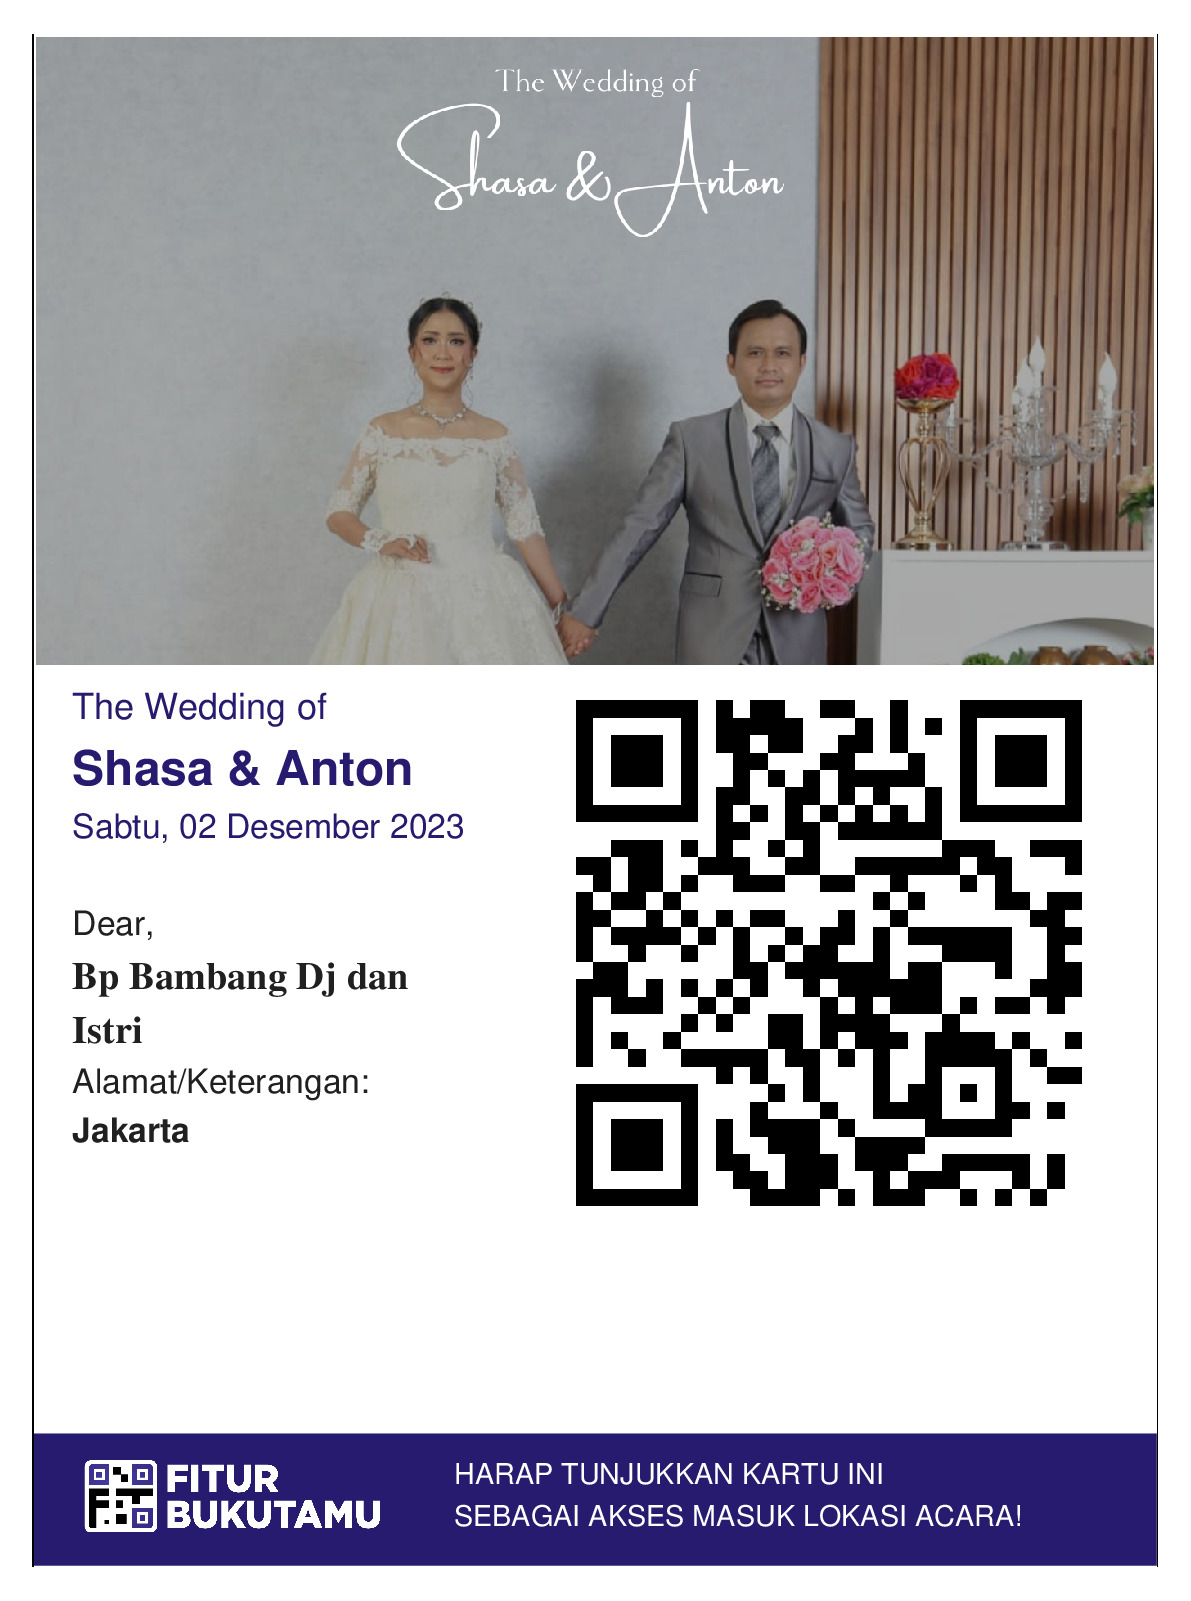 The Wedding of
Shasa & Anton
The Wedding of
Shasa & Anton
Sabtu, 02 Desember 2023
Dear,
Bp Bambang Dj dan
Istri
Alamat/Keterangan:
Jakarta
FITUR
BUKUTAMU
HARAP TUNJUKKAN KARTU INI
SEBAGAI AKSES MASUK LOKASI ACARA!